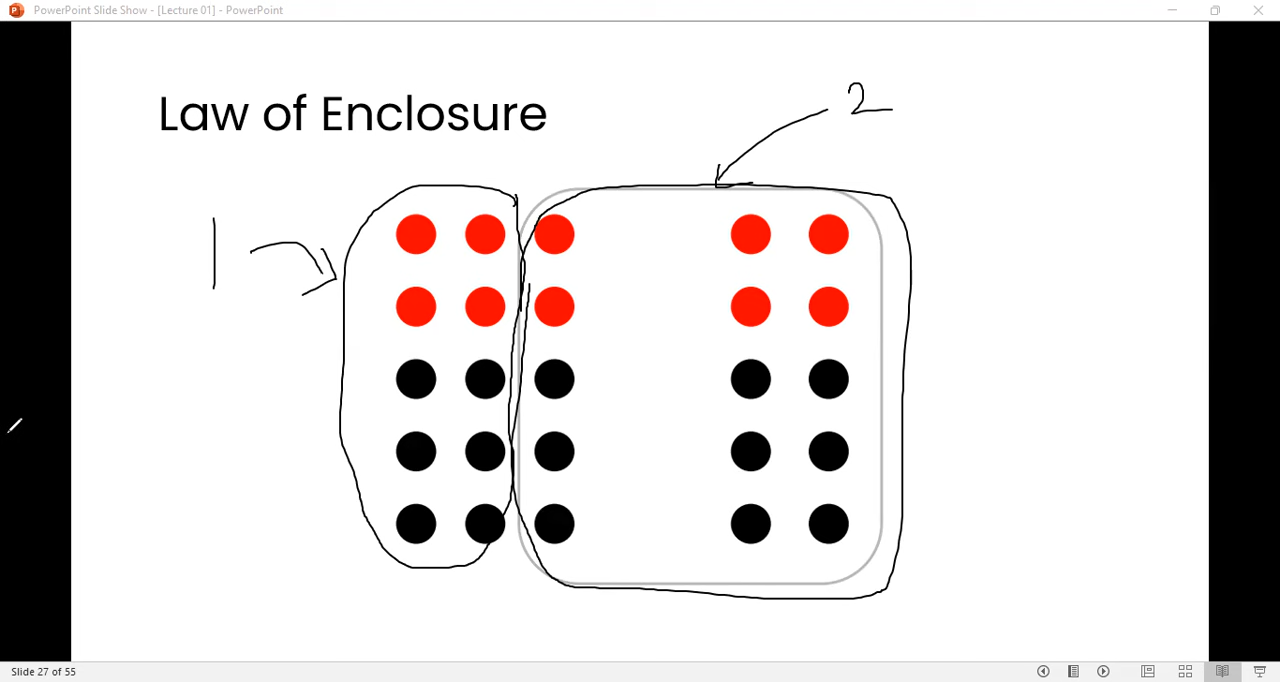 PowerPoint Slide Show - [Lecture 01] - PowerPoint
Law of Enclosure
2
1
Slide 27 of 55